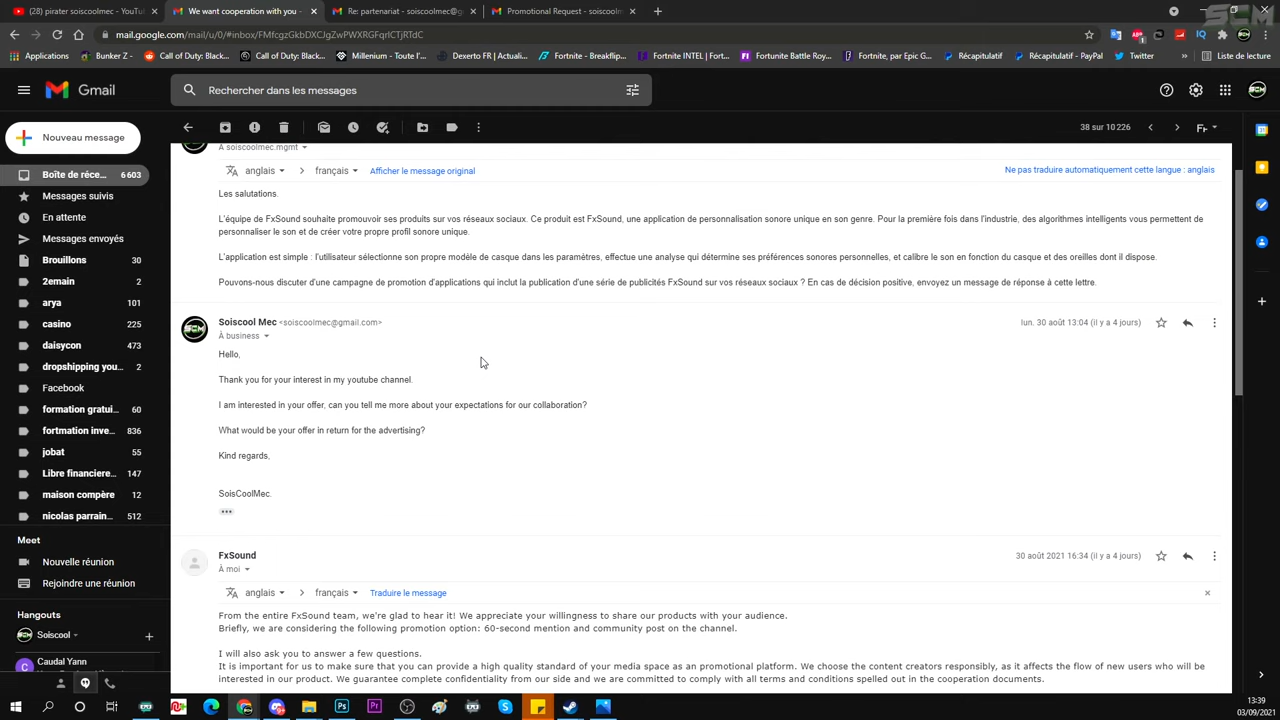 (28) pirater soiscoolmec - YouTu
We want cooperation with you -
Re: partenariat - soiscoolmec@g
Promotional Request - soiscoolm
mail.google.com/mail/u/0/#inbox/FMfcgzGkbDXCJgZwPWXRGFqrlCTjRTdC
Applications
Bunker Z -
Call of Duty: Black...
Call of Duty: Black...
Millenium - Toute l'...
Dexerto FR | Actuali...
Fortnite - Breakflip...
Fortnite INTEL | Fort...
Fortnite Battle Roy...
Fortnite, par Epic G...
Récapitulatif
Récapitulatif
Twitter
»
Liste de lecture
SCM
Gmail
Rechercher dans les messages
Nouveau message
38 sur 10 226
Boîte de réce... 6 603
Messages suivis
En attente
Messages envoyés
Brouillons 30
2emain 2
arya 101
casino 225
daisycon 473
dropshipping you... 2
Facebook
formation gratui... 60
fortmation inve... 836
jobat 55
Libre financiere... 147
maison compère 12
nicolas parrain... 512
Meet
Nouvelle réunion
Rejoindre une réunion
Hangouts
Soiscool
Caudal Yann
À soiscoolmec.mgmt
anglais > français Afficher le message original
Ne pas traduire automatiquement cette langue : anglais
Les salutations.
L'équipe de FxSound souhaite promouvoir ses produits sur vos réseaux sociaux. Ce produit est FxSound, une application de personnalisation sonore unique en son genre. Pour la première fois dans l'industrie, des algorithmes intelligents vous permettent de
personnaliser le son et de créer votre propre profil sonore unique.
L'application est simple : l'utilisateur sélectionne son propre modèle de casque dans les paramètres, effectue une analyse qui détermine ses préférences sonores personnelles, et calibre le son en fonction du casque et des oreilles dont il dispose.
Pouvons-nous discuter d'une campagne de promotion d'applications qui inclut la publication d'une série de publicités FxSound sur vos réseaux sociaux ? En cas de décision positive, envoyez un message de réponse à cette lettre.
Soiscool Mec <soiscoolmec@gmail.com>
lun. 30 août 13:04 (il y a 4 jours)
À business
Hello,
Thank you for your interest in my youtube channel.
I am interested in your offer, can you tell me more about your expectations for our collaboration?
What would be your offer in return for the advertising?
Kind regards,
SoisCoolMec.
FxSound
30 août 2021 16:34 (il y a 4 jours)
À moi
anglais > français Traduire le message
From the entire FxSound team, we're glad to hear it! We appreciate your willingness to share our products with your audience.
Briefly, we are considering the following promotion option: 60-second mention and community post on the channel.
I will also ask you to answer a few questions.
It is important for us to make sure that you can provide a high quality standard of your media space as an promotional platform. We choose the content creators responsibly, as it affects the flow of new users who will be
interested in our product. We guarantee complete confidentiality from our side and we are committed to comply with all terms and conditions spelled out in the cooperation documents.
13:39
03/09/2021